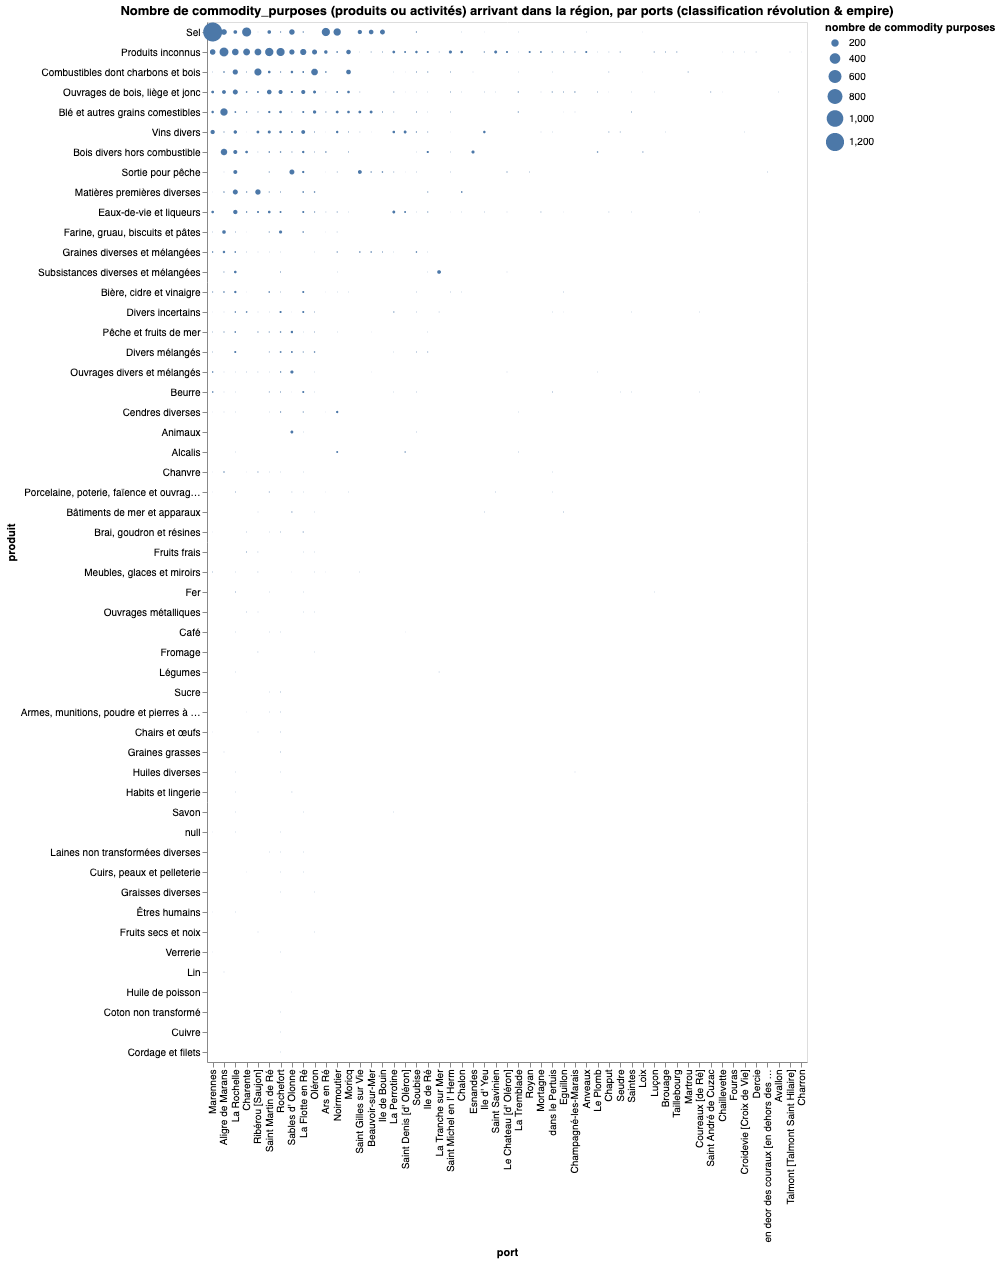 Nombre de commodity_purposes (produits ou activités) arrivant dans la région, par ports (classification révolution & empire)
nombre de commodity purposes
200
400
600
800
1,000
1,200
produit
Sel
Produits inconnus
Combustibles dont charbons et bois
Ouvrages de bois, liège et jonc
Blé et autres grains comestibles
Vins divers
Bois divers hors combustible
Sortie pour pêche
Matières premières diverses
Eaux-de-vie et liqueurs
Farine, gruau, biscuits et pâtes
Graines diverses et mélangées
Subsistances diverses et mélangées
Bière, cidre et vinaigre
Divers incertains
Pêche et fruits de mer
Divers mélangés
Ouvrages divers et mélangés
Beurre
Cendres diverses
Animaux
Alcalis
Chanvre
Porcelaine, poterie, faïence et ouvrag…
Bâtiments de mer et apparaux
Brai, goudron et résines
Fruits frais
Meubles, glaces et miroirs
Fer
Ouvrages métalliques
Café
Fromage
Légumes
Sucre
Armes, munitions, poudre et pierres à …
Chairs et œufs
Graines grasses
Huiles diverses
Habits et lingerie
Savon
null
Laines non transformées diverses
Cuirs, peaux et pelleterie
Graisses diverses
Êtres humains
Fruits secs et noix
Verrerie
Lin
Huile de poisson
Coton non transformé
Cuivre
Cordage et filets
Marennes
Aligre de Marans
La Rochelle
Charente
Ribérou [Saujon]
Saint Martin de Ré
Rochefort
Sables d' Olonne
La Flotte en Ré
Oléron
Ars en Ré
Noirmoutier
Moricq
Saint Gilles sur Vie
Beauvoir-sur-Mer
Ile de Bouin
La Perrotine
Saint Denis [d' Oléron]
Soubise
Ile de Ré
La Tranche sur Mer
Saint Michel en l' Herm
Chalon
Esnandes
Ile d' Yeu
Saint Savinien
Le Chateau [d' Oléron]
La Tremblade
Royan
Mortagne
dans le Pertuis
Eguillon
Champagné-les-Marais
Anveaux
Le Plomb
Chaput
Seudre
Saintes
Loix
Luçon
Brouage
Taillebourg
Martrou
Coureaux [de Ré]
Saint André de Cuzac
Chaillevette
Fouras
Croidevie [Croix de Vie]
Dercie
en deor des couraux [en dehors des …
Avallon
Talmont [Talmont Saint Hilaire]
Charron
port